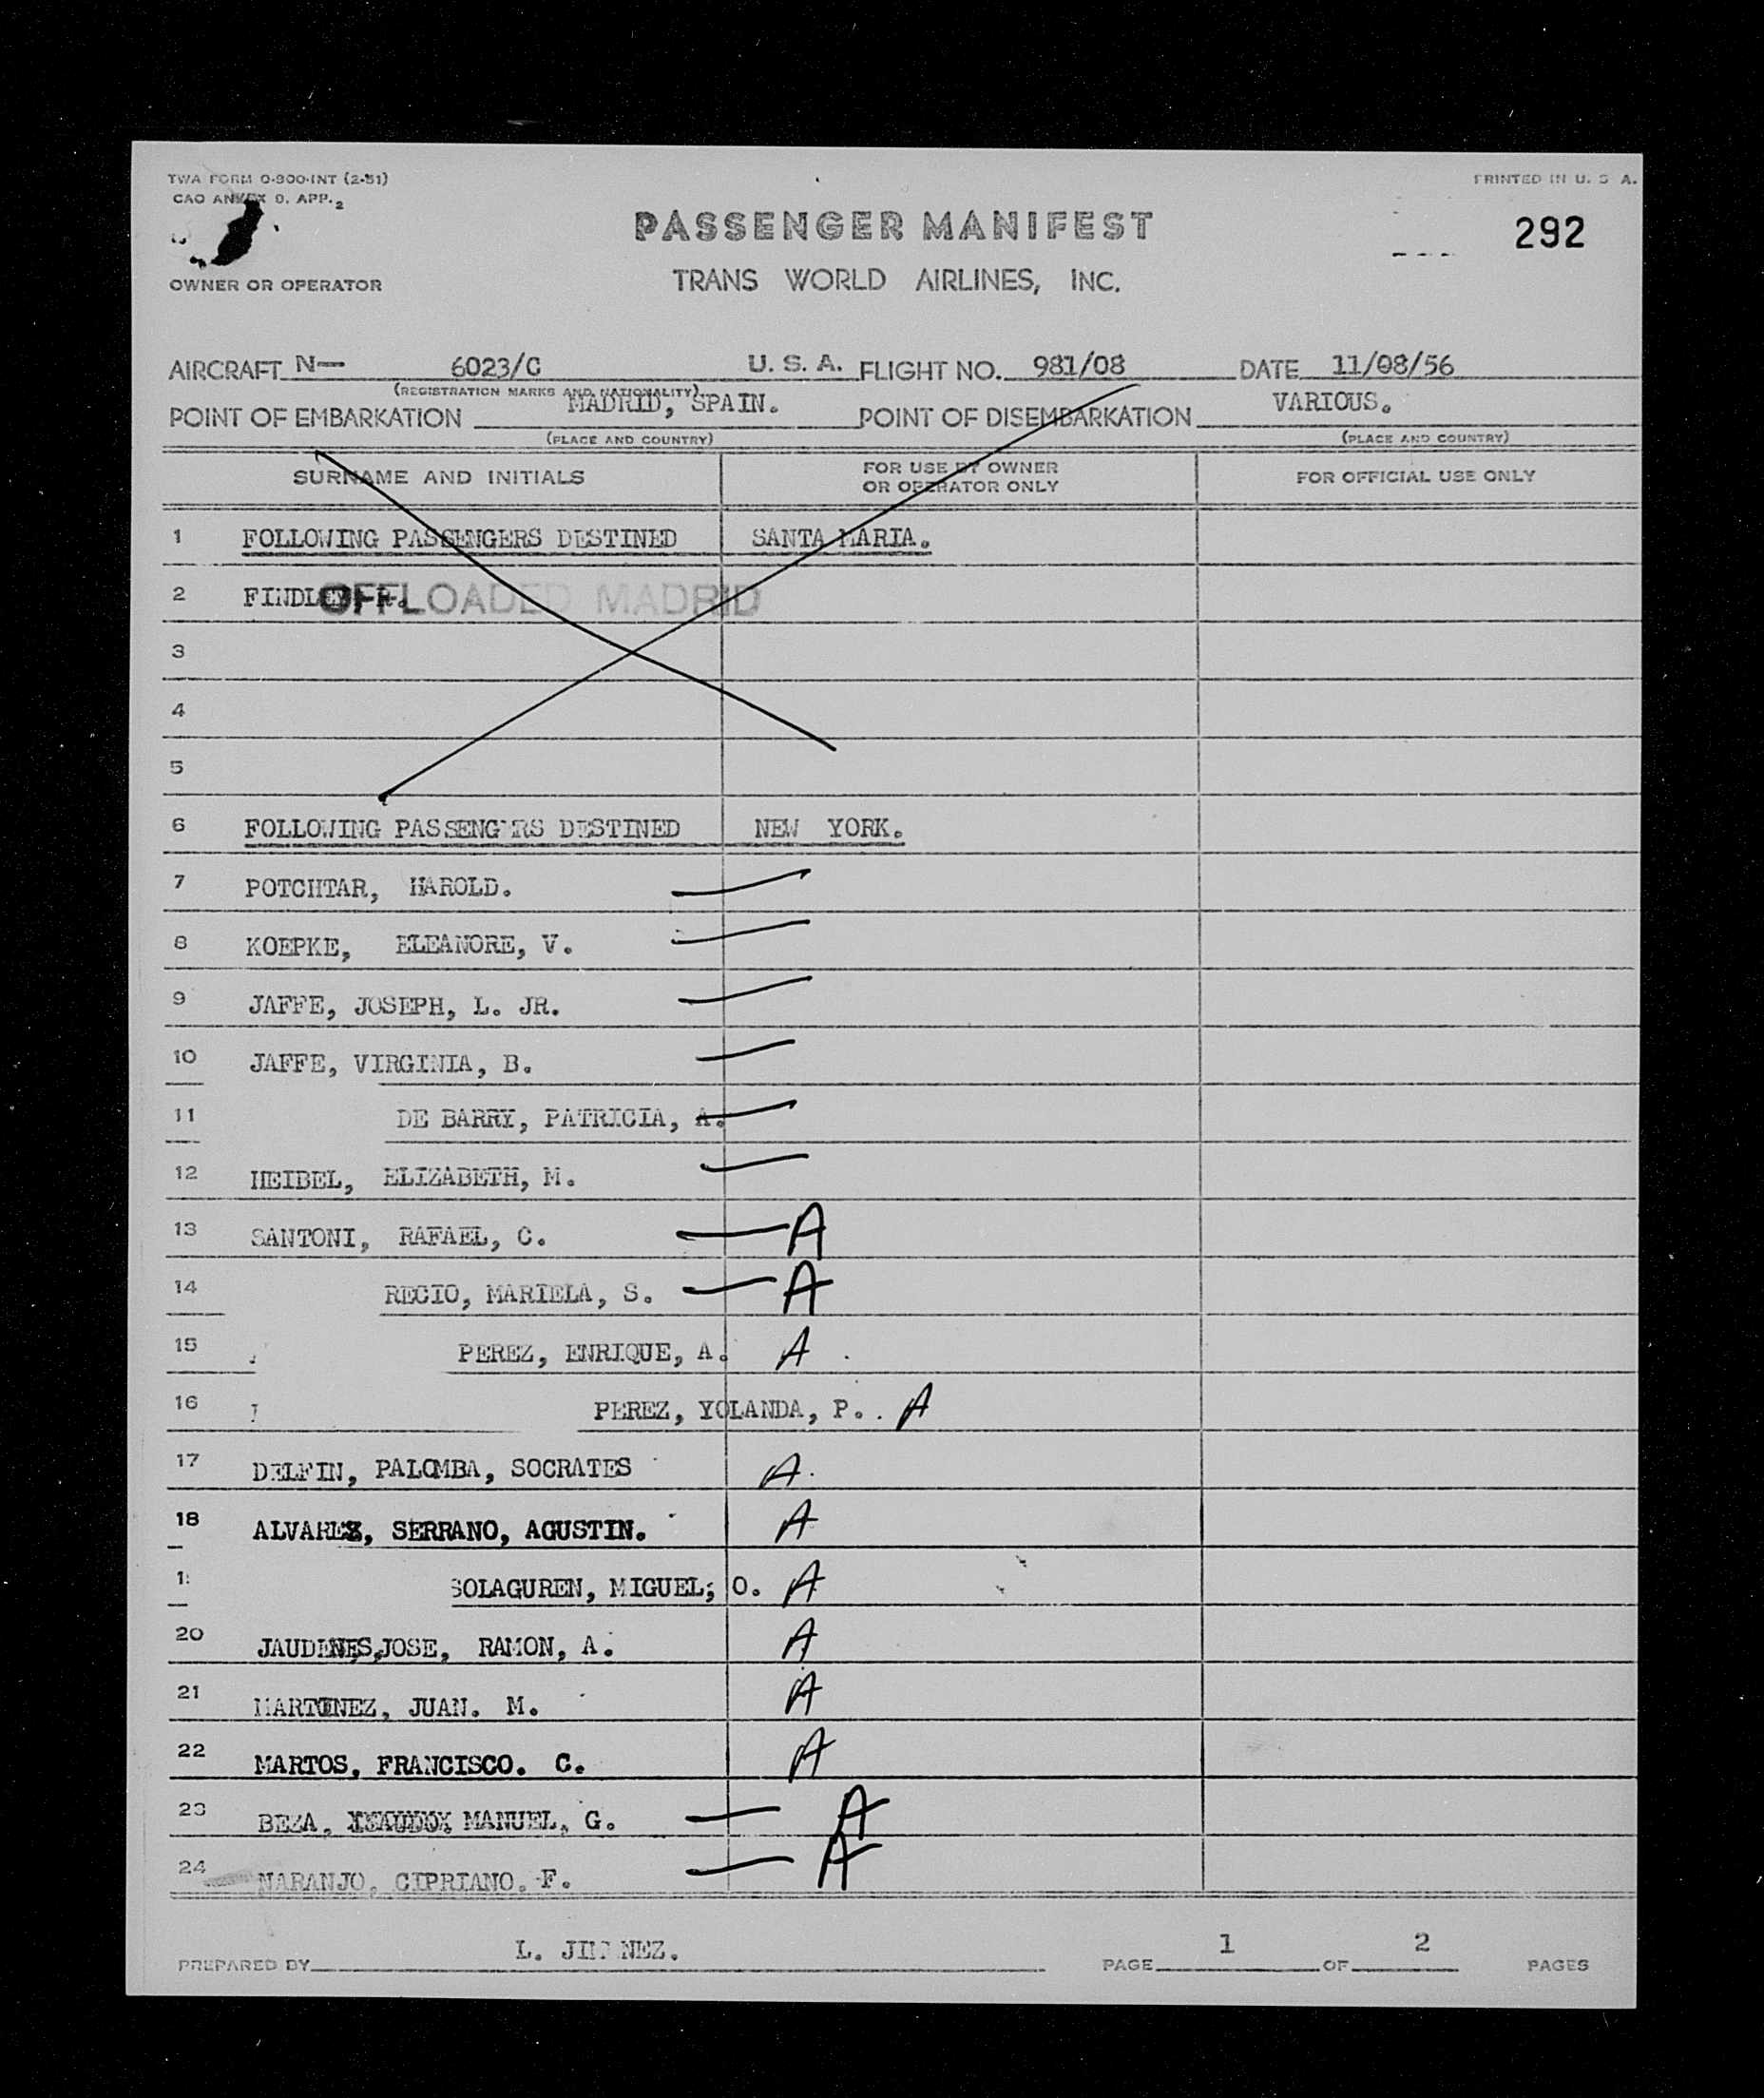 TWA FORM O-300-INT (2-51)
PRINTED IN U. S. A.
CAO ANNEX 9. APP. 2
PASSENGER MANIFEST
292
OWNER OR OPERATOR
TRANS WORLD AIRLINES, INC.
AIRCRAFT N— 6023/C U. S. A. FLIGHT NO. 981/08 DATE 11/08/56
(REGISTRATION MARKS AND NATIONALITY)
POINT OF EMBARKATION MADRID, SPAIN. POINT OF DISEMBARKATION VARIOUS.
(PLACE AND COUNTRY) (PLACE AND COUNTRY)
SURNAME AND INITIALS FOR USE BY OWNER OR OPERATOR ONLY FOR OFFICIAL USE ONLY
1 FOLLOWING PASSENGERS DESTINED SANTA MARIA.
2 FINDLEY R. OFFLOADED MADRID
3
4
5
6 FOLLOWING PASSENGERS DESTINED NEW YORK.
7 POTCHTAR, HAROLD.
8 KOEPKE, ELEANORE, V.
9 JAFFE, JOSEPH, L. JR.
10 JAFFE, VIRGINIA, B.
11 DE BARRY, PATRICIA, A.
12 HEIBEL, ELIZABETH, M.
13 SANTONI, RAFAEL, C. A
14 RECIO, MARIELA, S. A
15 PEREZ, ENRIQUE, A. A
16 PEREZ, YOLANDA, P. A
17 DELFIN, PALOMBA, SOCRATES A
18 ALVAREZ, SERRANO, AGUSTIN. A
SOLAGUREN, MIGUEL; O. A
20 JAUDENES, JOSE, RAMON, A. A
21 MARTINEZ, JUAN. M. A
22 MARTOS, FRANCISCO. C. A
23 BEZA, MANUEL, G. A
24 NARANJO, CIPRIANO, F. A
PREPARED BY L. JIMENEZ. PAGE 1 OF 2 PAGES